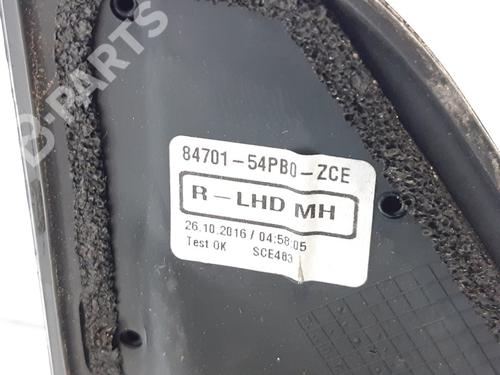 B-PARTS
84701-54PB0-ZCE
R-LHD MH
26.10.2016 / 04:58:05
Test OK SCE483